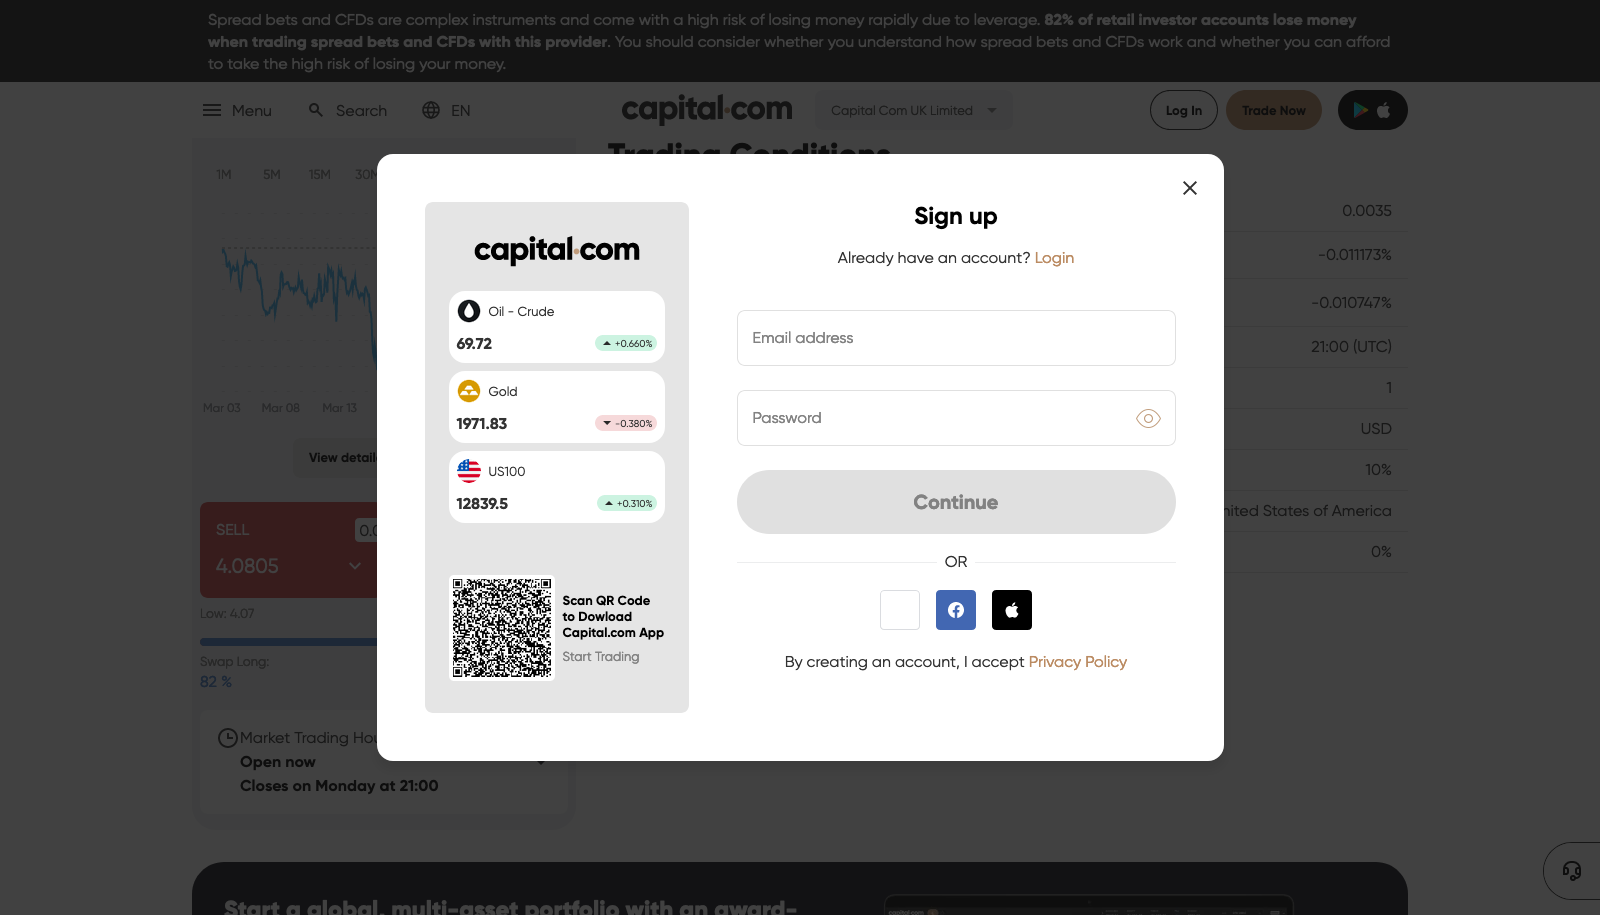 Spread bets and CFDs are complex instruments and come with a high risk of losing money rapidly due to leverage. 82% of retail investor accounts lose money
when trading spread bets and CFDs with this provider. You should consider whether you understand how spread bets and CFDs work and whether you can afford
to take the high risk of losing your money.
Menu
Search
EN
capital.com
Capital Com UK Limited
Log In
Trade Now
Trading Conditions
1M
5M
15M
0.0035
-0.011173%
-0.010747%
21:00 (UTC)
1
USD
10%
United States of America
0%
Mar 03
Mar 08
Mar 13
View details
SELL
4.0805
Low: 4.07
Swap Long:
82 %
Market Trading
Open now
Closes on Monday at 21:00
capital.com
Oil - Crude
69.72
+0.660%
Gold
1971.83
-0.380%
US100
12839.5
+0.310%
Scan QR Code
to Dowload
Capital.com App
Start Trading
Sign up
Already have an account? Login
Email address
Password
Continue
OR
By creating an account, I accept Privacy Policy
Start a global, multi-asset portfolio with an award-